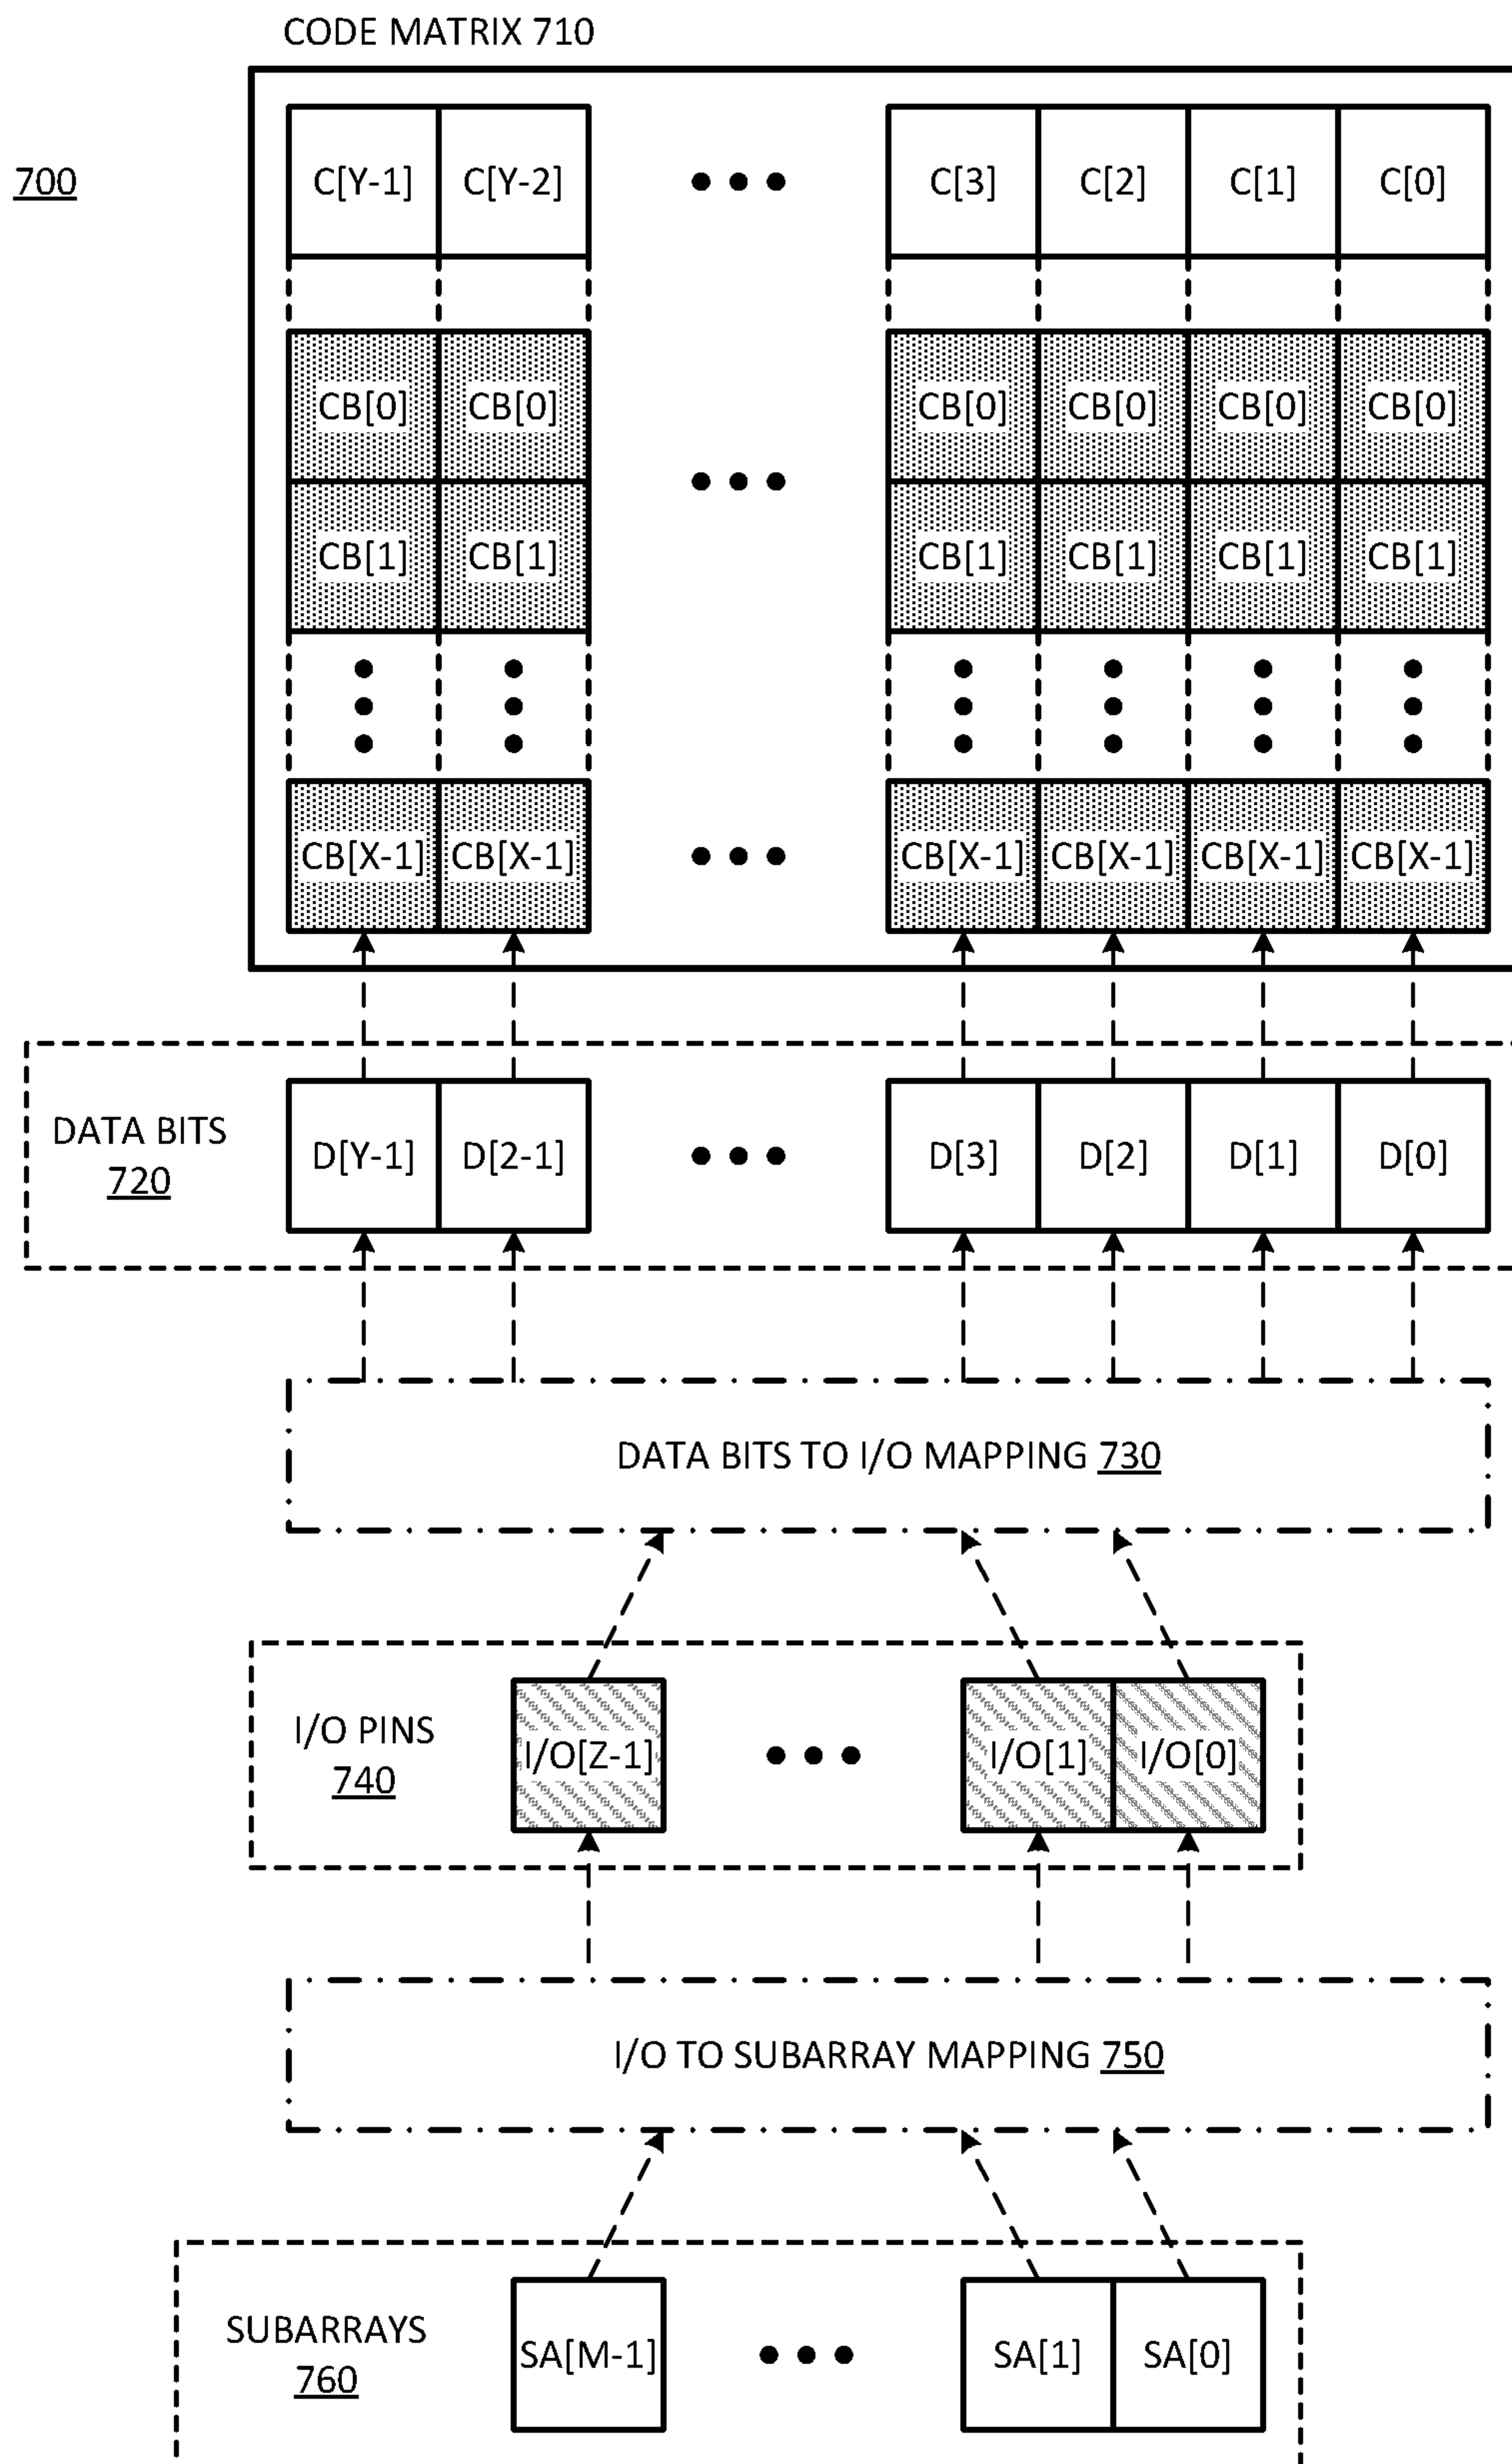 CODE MATRIX 710
700
C[Y-1] C[Y-2] ••• C[3] C[2] C[1] C[0]
CB[0] CB[0] CB[0] CB[0] CB[0] CB[0]
•••
CB[1] CB[1] CB[1] CB[1] CB[1] CB[1]
CB[X-1] CB[X-1] ••• CB[X-1] CB[X-1] CB[X-1] CB[X-1]
DATA BITS
720
D[Y-1] D[2-1] ••• D[3] D[2] D[1] D[0]
DATA BITS TO I/O MAPPING 730
I/O PINS
740
I/O[Z-1] ••• I/O[1] I/O[0]
I/O TO SUBARRAY MAPPING 750
SUBARRAYS
760
SA[M-1] ••• SA[1] SA[0]